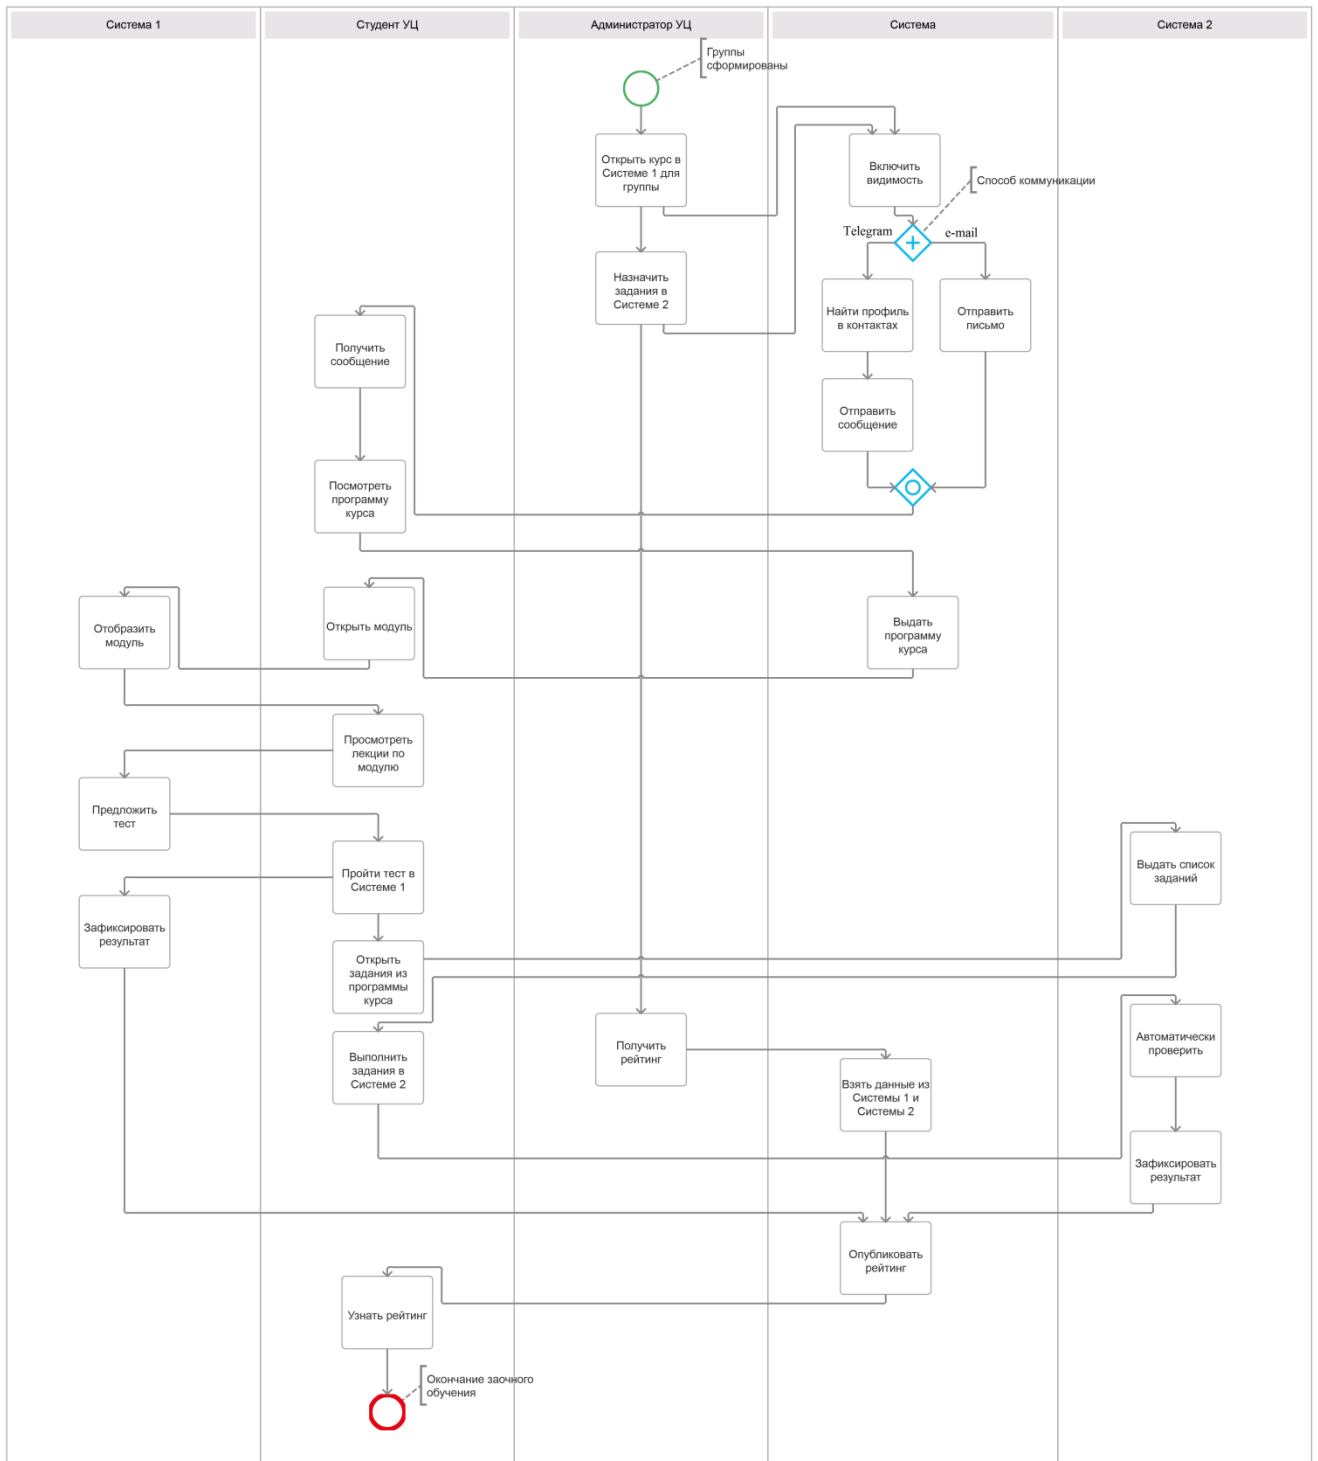 Система 1
Студент УЦ
Администратор УЦ
Система
Система 2
Группы
сформированы
Открыть курс в
Системе 1 для
группы
Включить
видимость
Способ коммуникации
Telegram
e-mail
Назначить
задания в
Системе 2
Найти профиль
в контактах
Отправить
письмо
Получить
сообщение
Отправить
сообщение
Посмотреть
программу
курса
Отобразить
модуль
Открыть модуль
Выдать
программу
курса
Просмотреть
лекции по
модулю
Предложить
тест
Пройти тест в
Системе 1
Выдать список
заданий
Зафиксировать
результат
Открыть
задания из
программы
курса
Выполнить
задания в
Системе 2
Получить
рейтинг
Взять данные из
Системы 1 и
Системы 2
Автоматически
проверить
Зафиксировать
результат
Опубликовать
рейтинг
Узнать рейтинг
Окончание заочного
обучения